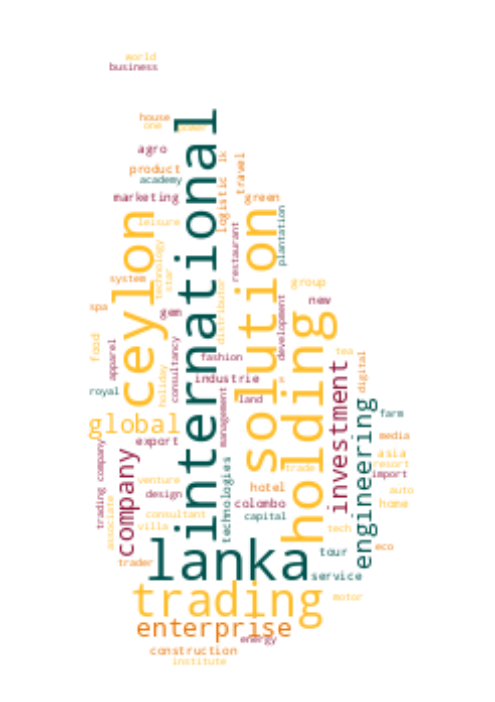 world
business
house
one
international
agro
product
academy
marketing
logistic
lk
travel
green
plantation
leisure
ceylon
solution
restaurant
technology
star
system
distributor
group
new
spa
gem
holding
development
food
apparel
consultancy
fashion
tea
digital
royal
holiday
industrie
s
land
management
investment
global
farm
engineering
export
media
trading company
company
technologies
trade
asia
resort
import
venture
design
hotel
auto
associate
colombo
home
consultant
capital
villa
tech
lanka
tour
eco
trader
service
trading
motor
enterprise
energy
construction
institute